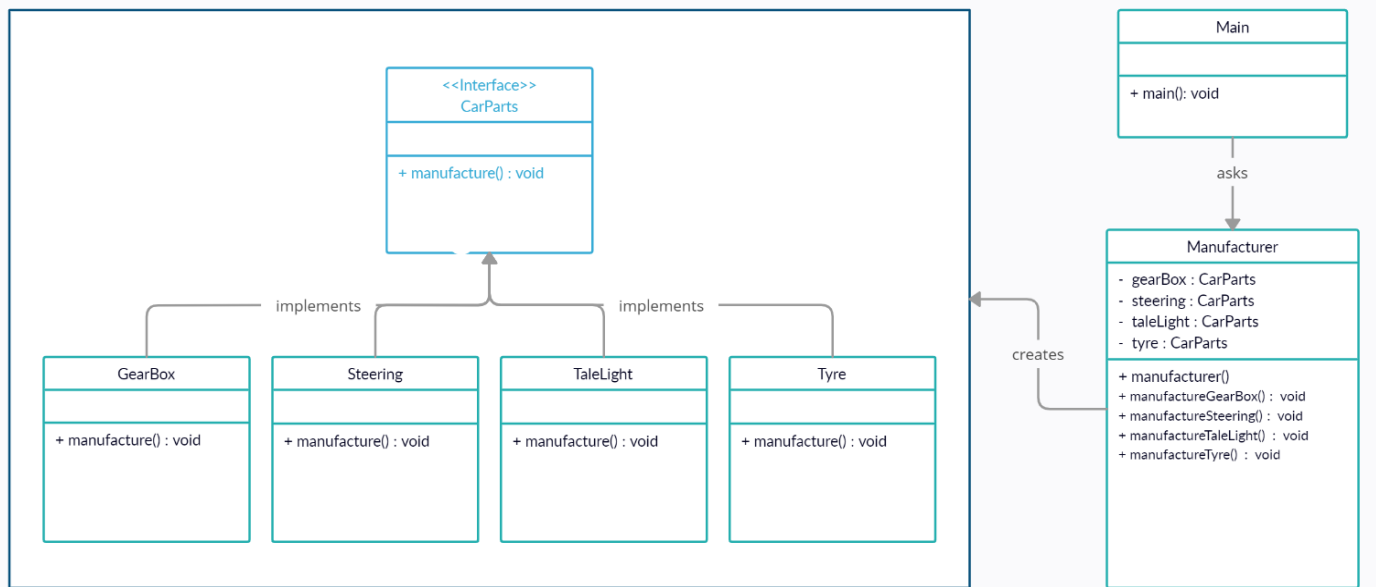 <<Interface>>
CarParts
+ manufacture() : void
implements
implements
GearBox
+ manufacture() : void
Steering
+ manufacture() : void
TaleLight
+ manufacture() : void
Tyre
+ manufacture() : void
Main
+ main(): void
asks
Manufacturer
- gearBox : CarParts
- steering : CarParts
- taleLight : CarParts
- tyre : CarParts
+ manufacturer()
+ manufactureGearBox() : void
+ manufactureSteering() : void
+ manufactureTaleLight() : void
+ manufactureTyre() : void
creates